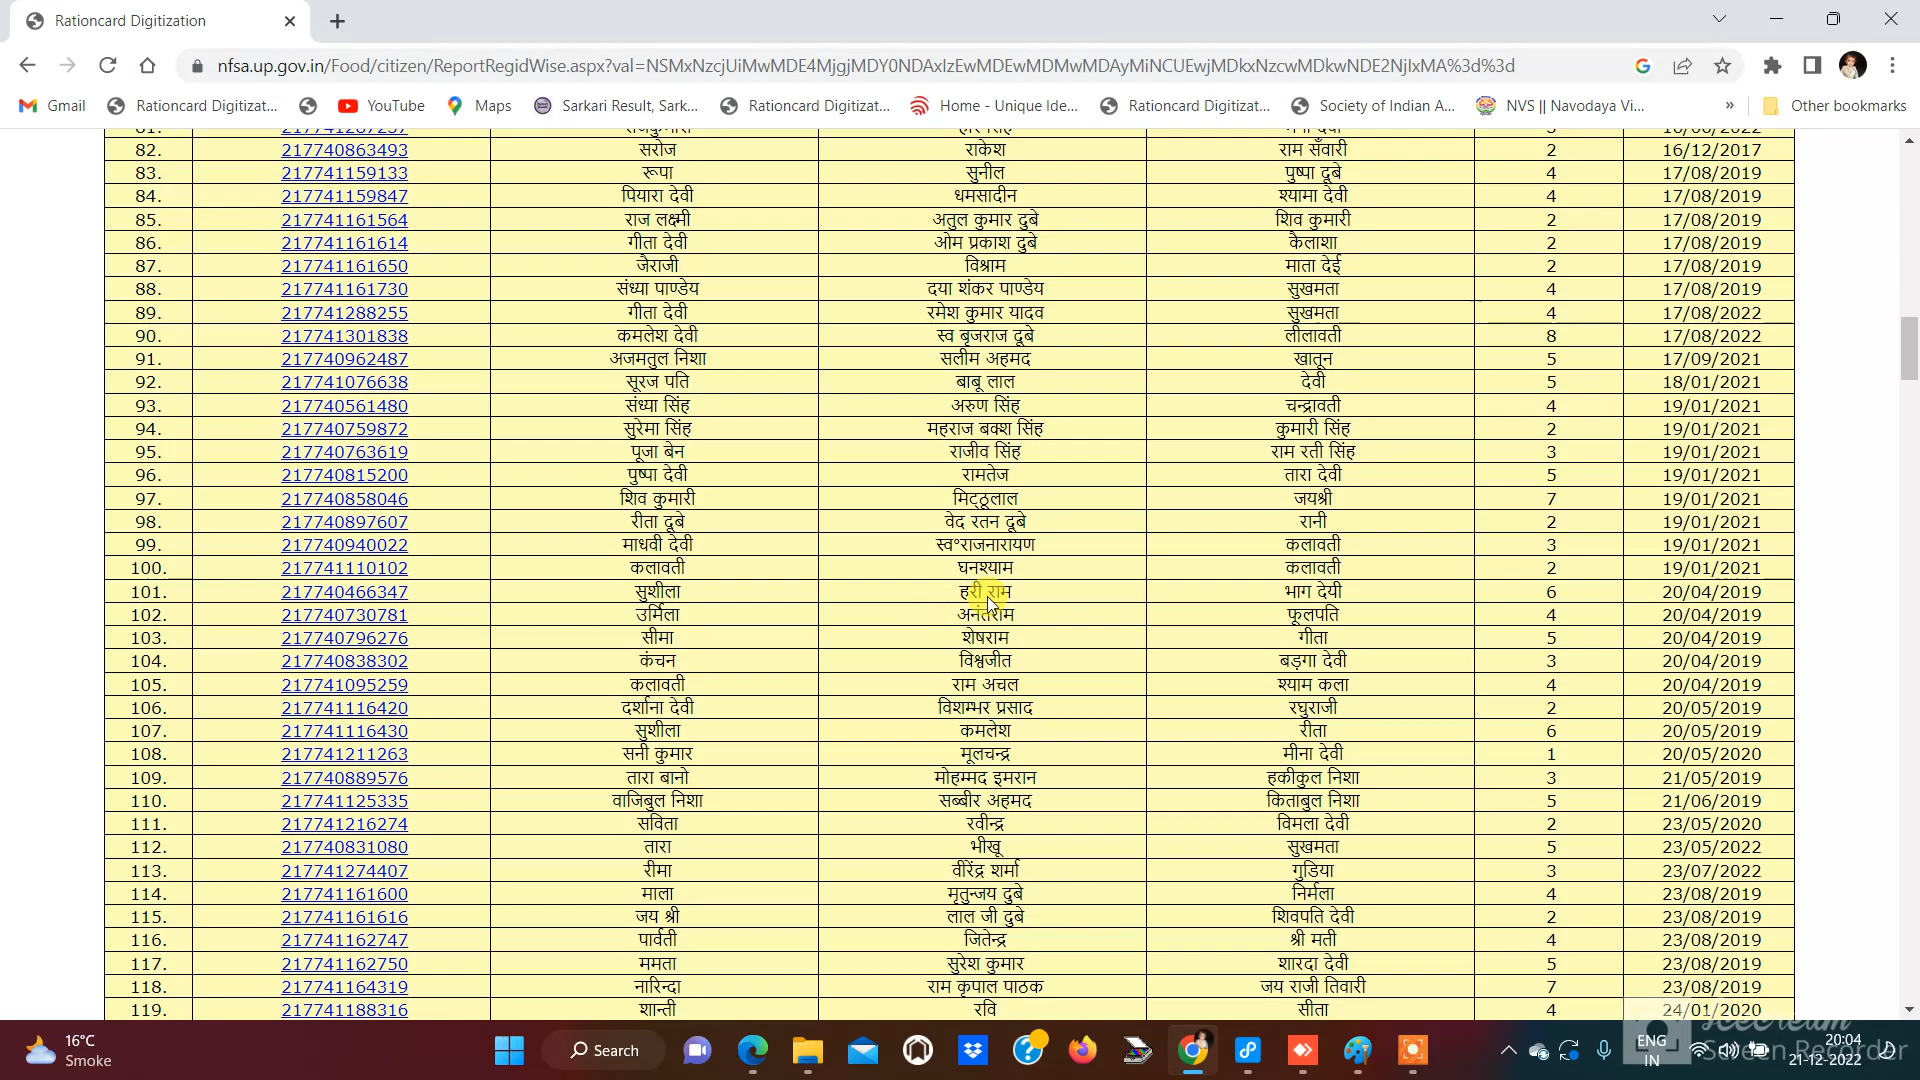 Rationcard Digitization
nfsa.up.gov.in/Food/citizen/ReportRegidWise.aspx?val=NSMxNzcjUiMwMDE4MjgjMDY0NDAxIzEwMDEwMDMwMDAyMiNCUEwjMDkxNzcwMDkwNDE2NjIxMA%3d%3d
Gmail Rationcard Digitizat... YouTube Maps Sarkari Result, Sark... Rationcard Digitizat... Home - Unique Ide... Rationcard Digitizat... Society of Indian A... NVS || Navodaya Vi... » Other bookmarks
82. 217740863493 सरोज राकेश राम सँवारी 2 16/12/2017
83. 217741159133 रूपा सुनील पुष्पा दूबे 4 17/08/2019
84. 217741159847 पियारा देवी धमसादीन श्यामा देवी 4 17/08/2019
85. 217741161564 राज लक्ष्मी अतुल कुमार दुबे शिव कुमारी 2 17/08/2019
86. 217741161614 गीता देवी ओम प्रकाश दुबे कैलाशा 2 17/08/2019
87. 217741161650 जैराजी विश्राम माता देई 2 17/08/2019
88. 217741161730 संध्या पाण्डेय दया शंकर पाण्डेय सुखमता 4 17/08/2019
89. 217741288255 गीता देवी रमेश कुमार यादव सुखमता 4 17/08/2022
90. 217741301838 कमलेश देवी स्व बृजराज दूबे लीलावती 8 17/08/2022
91. 217740962487 अजमतुल निशा सलीम अहमद खातून 5 17/09/2021
92. 217741076638 सूरज पति बाबू लाल देवी 5 18/01/2021
93. 217740561480 संध्या सिंह अरुण सिंह चन्द्रावती 4 19/01/2021
94. 217740759872 सुरेमा सिंह महराज बक्श सिंह कुमारी सिंह 2 19/01/2021
95. 217740763619 पूजा बेन राजीव सिंह राम रती सिंह 3 19/01/2021
96. 217740815200 पुष्पा देवी रामतेज तारा देवी 5 19/01/2021
97. 217740858046 शिव कुमारी मिट्ठूलाल जयश्री 7 19/01/2021
98. 217740897607 रीता दूबे वेद रतन दूबे रानी 2 19/01/2021
99. 217740940022 माधवी देवी स्व°राजनारायण कलावती 3 19/01/2021
100. 217741110102 कलावती घनश्याम कलावती 2 19/01/2021
101. 217740466347 सुशीला हरी राम भाग देयी 6 20/04/2019
102. 217740730781 उर्मिला अनंतराम फूलपति 4 20/04/2019
103. 217740796276 सीमा शेषराम गीता 5 20/04/2019
104. 217740838302 कंचन विश्वजीत बड़गा देवी 3 20/04/2019
105. 217741095259 कलावती राम अचल श्याम कला 4 20/04/2019
106. 217741116420 दर्शाना देवी विशम्भर प्रसाद रघुराजी 2 20/05/2019
107. 217741116430 सुशीला कमलेश रीता 6 20/05/2019
108. 217741211263 सनी कुमार मूलचन्द्र मीना देवी 1 20/05/2020
109. 217740889576 तारा बानो मोहम्मद इमरान हकीकुल निशा 3 21/05/2019
110. 217741125335 वाजिबुल निशा सब्बीर अहमद किताबुल निशा 5 21/06/2019
111. 217741216274 सविता रवीन्द्र विमला देवी 2 23/05/2020
112. 217740831080 तारा भीखू सुखमता 5 23/05/2022
113. 217741274407 रीमा वीरेंद्र शर्मा गुडिया 3 23/07/2022
114. 217741161600 माला मृतुन्जय दुबे निर्मला 4 23/08/2019
115. 217741161616 जय श्री लाल जी दुबे शिवपति देवी 2 23/08/2019
116. 217741162747 पार्वती जितेन्द्र श्री मती 4 23/08/2019
117. 217741162750 ममता सुरेश कुमार शारदा देवी 5 23/08/2019
118. 217741164319 नारिन्दा राम कृपाल पाठक जय राजी तिवारी 7 23/08/2019
119. 217741188316 शान्ती रवि सीता 4 24/01/2020
Icecream
Screen Recorder
16°C
Smoke
Search
ENG
IN
20:04
21-12-2022